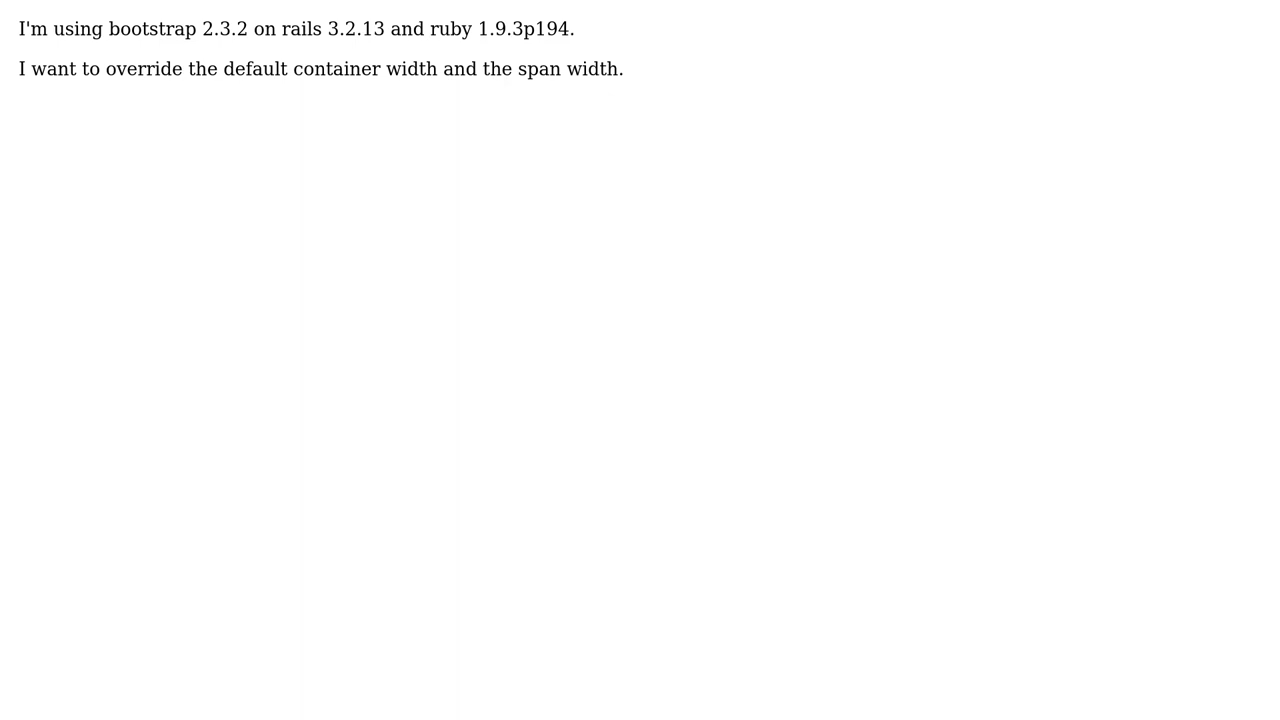 I'm using bootstrap 2.3.2 on rails 3.2.13 and ruby 1.9.3p194.
I want to override the default container width and the span width.